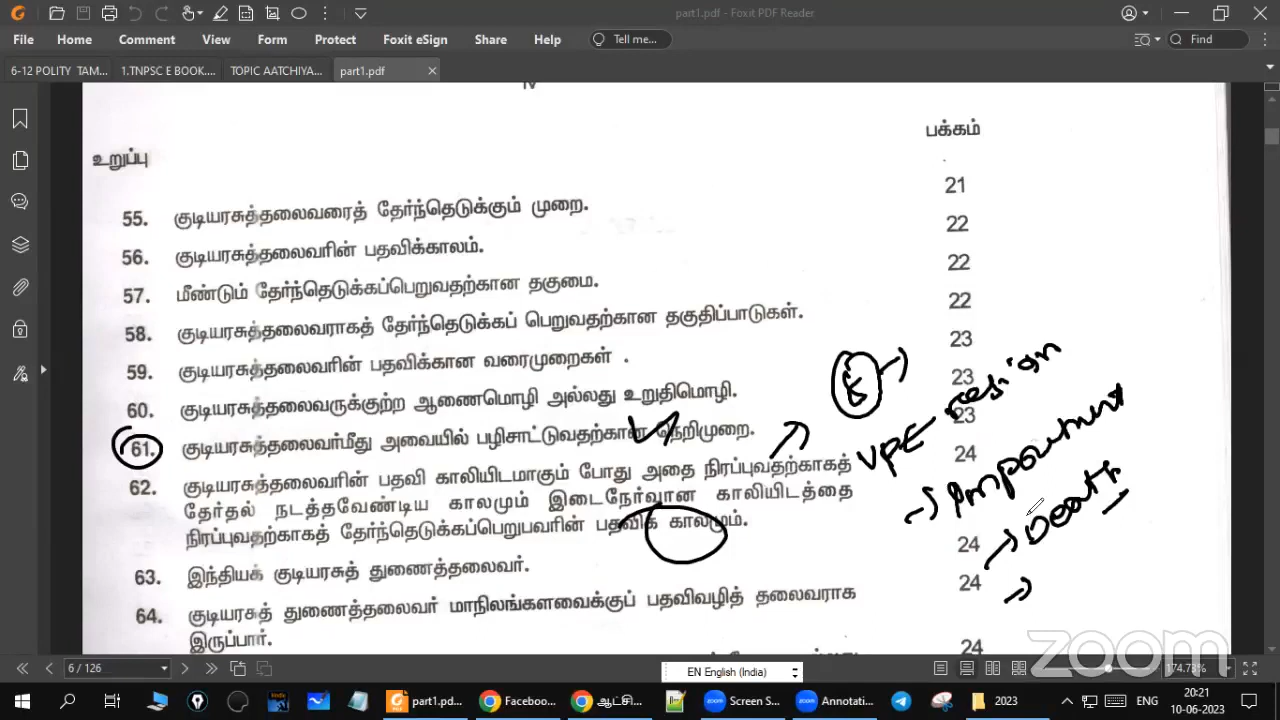 part1.pdf - Foxit PDF Reader
File Home Comment View Form Protect Foxit eSign Share Help Tell me... Find
6-12 POLITY TAM... 1.TNPSC E BOOK.... TOPIC AATCHIYA... part1.pdf
IV
உறுப்பு பக்கம்
55. குடியரசுத்தலைவரைத் தேர்ந்தெடுக்கும் முறை. 21
56. குடியரசுத்தலைவரின் பதவிக்காலம். 22
57. மீண்டும் தேர்ந்தெடுக்கப்பெறுவதற்கான தகுமை. 22
58. குடியரசுத்தலைவராகத் தேர்ந்தெடுக்கப் பெறுவதற்கான தகுதிப்பாடுகள். 22
59. குடியரசுத்தலைவரின் பதவிக்கான வரைமுறைகள் . 23
60. குடியரசுத்தலைவருக்குற்ற ஆணைமொழி அல்லது உறுதிமொழி. 23
61. குடியரசுத்தலைவர்மீது அவையில் பழிசாட்டுவதற்கான நெறிமுறை. 23
62. குடியரசுத்தலைவரின் பதவி காலியிடமாகும் போது அதை நிரப்புவதற்காகத் 24
தேர்தல் நடத்தவேண்டிய காலமும் இடைநேர்வான காலியிடத்தை
நிரப்புவதற்காகத் தேர்ந்தெடுக்கப்பெறுபவரின் பதவிக் காலமும்.
63. இந்தியக் குடியரசுத் துணைத்தலைவர். 24
64. குடியரசுத் துணைத்தலைவர் மாநிலங்களவைக்குப் பதவிவழித் தலைவராக 24
இருப்பார்.
24
resign
Death
zoom
6 / 126 EN English (India) 174.73%
part1.pd... Faceboo... ஆட்சி... Screen S... Annotati... 2023 ENG 20:21
10-06-2023